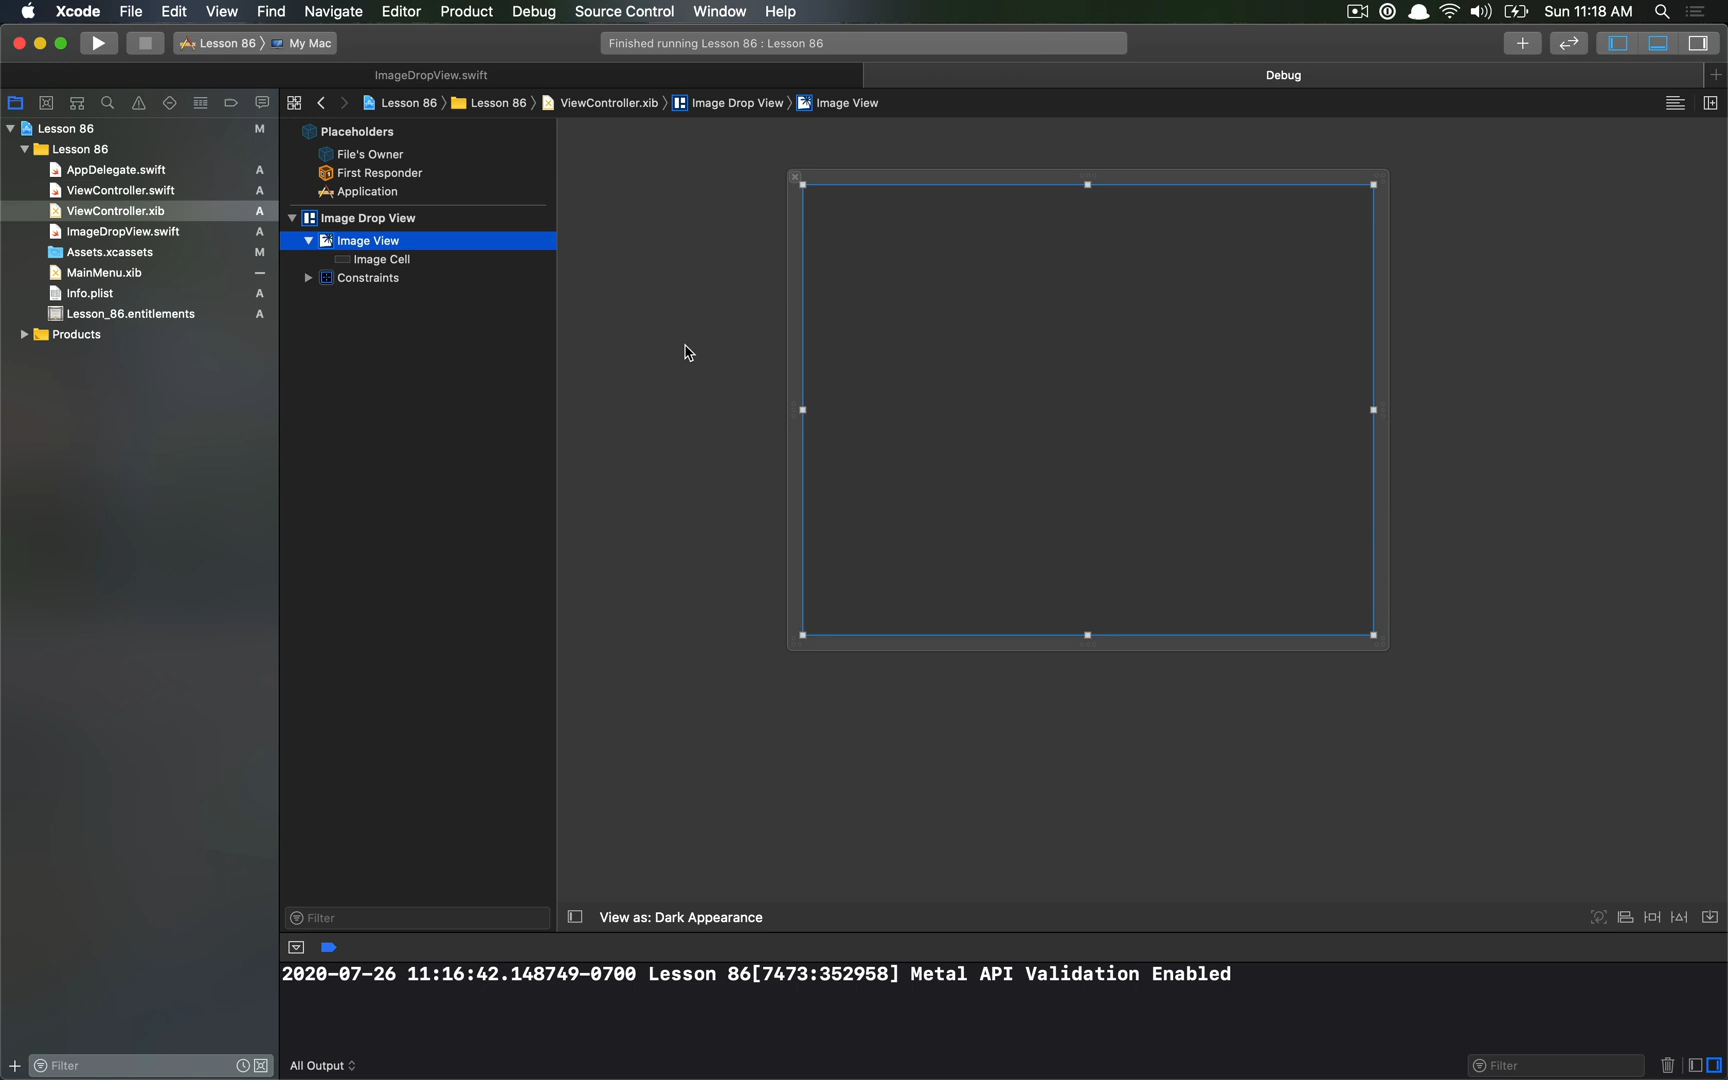 Xcode File Edit View Find Navigate Editor Product Debug Source Control Window Help Sun 11:18 AM
Lesson 86 My Mac Finished running Lesson 86 : Lesson 86
ImageDropView.swift Debug
Lesson 86 Lesson 86 ViewController.xib Image Drop View Image View
Lesson 86 M
Lesson 86
AppDelegate.swift A
ViewController.swift A
ViewController.xib A
ImageDropView.swift A
Assets.xcassets M
MainMenu.xib —
Info.plist A
Lesson_86.entitlements A
Products
Placeholders
File's Owner
First Responder
Application
Image Drop View
Image View
Image Cell
Constraints
Filter View as: Dark Appearance
2020-07-26 11:16:42.148749-0700 Lesson 86[7473:352958] Metal API Validation Enabled
Filter All Output Filter